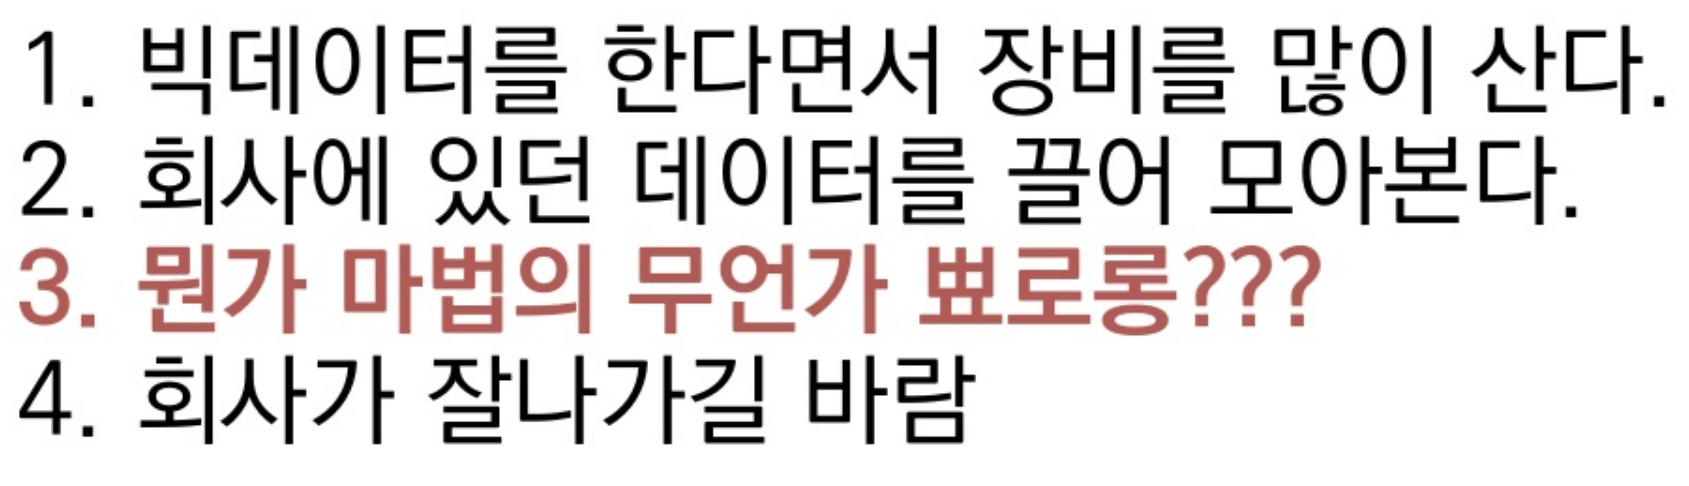 1. 빅데이터를 한다면서 장비를 많이 산다.
2. 회사에 있던 데이터를 끌어 모아본다.
3. 뭔가 마법의 무언가 뾰로롱???
4. 회사가 잘나가길 바람